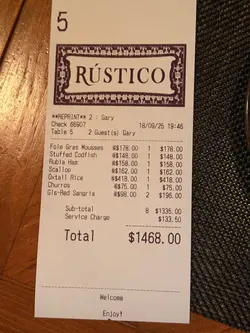 5
RÚSTICO
**REPRINT** 2 : Gary
Check 66907 18/09/25 19:46
Table 5 2 Guest(s) Gary
Foie Gras Mousses @$178.00 1 $178.00
Stuffed Codfish @$148.00 1 $148.00
Rubia Ham @$158.00 1 $158.00
Scallop @$162.00 1 $162.00
Oxtail Rice @$418.00 1 $418.00
Churros @$75.00 1 $75.00
Gls-Red Sangria @$98.00 2 $196.00
Sub-total 8 $1335.00
Service Charge $133.50
Total $1468.00
Welcome
Enjoy!